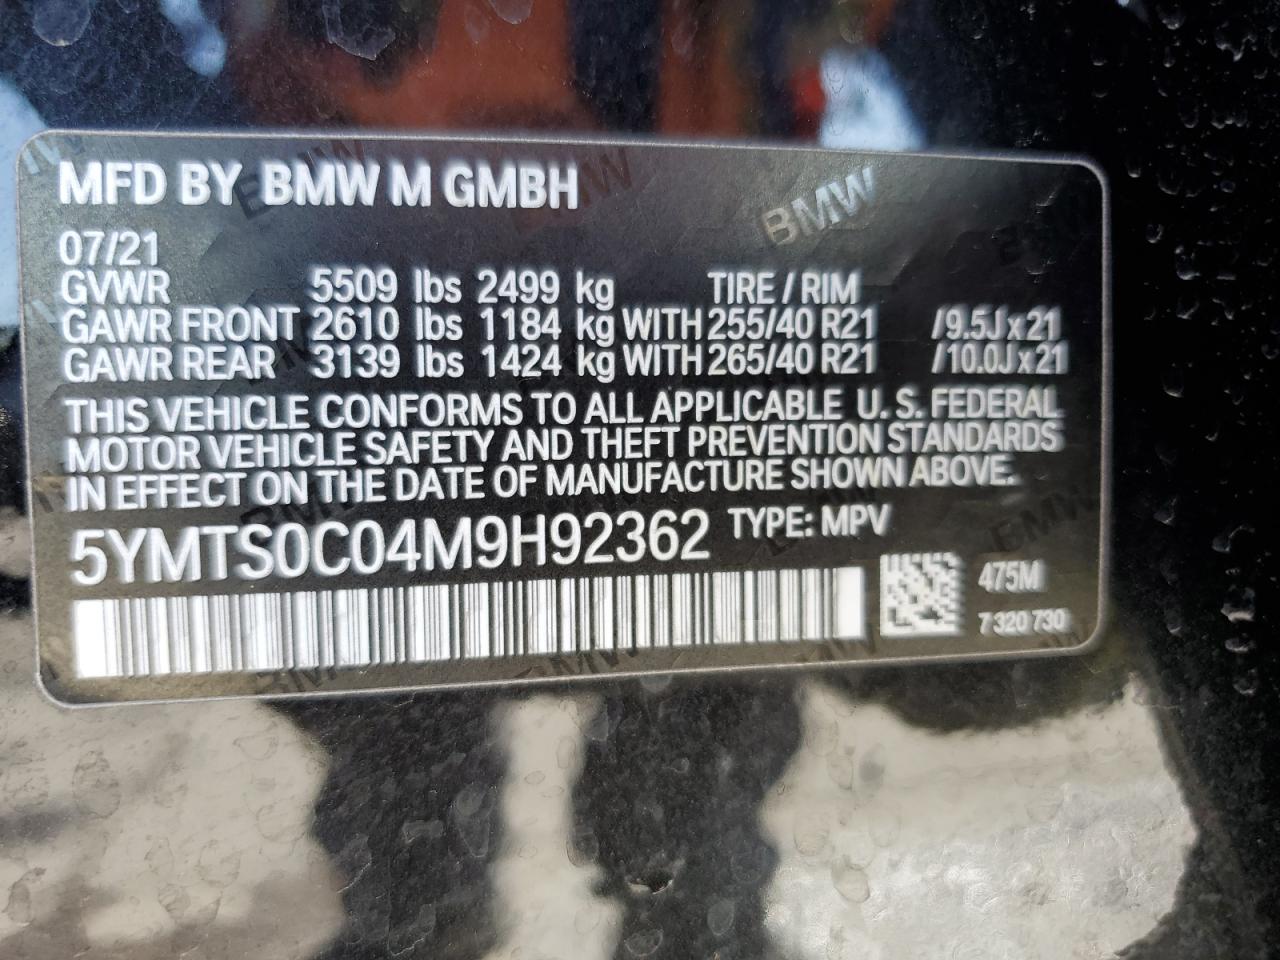 MFD BY BMW M GMBH
07/21
GVWR 5509 lbs 2499 kg TIRE / RIM
GAWR FRONT 2610 lbs 1184 kg WITH 255/40 R21 /9.5J x 21
GAWR REAR 3139 lbs 1424 kg WITH 265/40 R21 /10.0J x 21
THIS VEHICLE CONFORMS TO ALL APPLICABLE U. S. FEDERAL
MOTOR VEHICLE SAFETY AND THEFT PREVENTION STANDARDS
IN EFFECT ON THE DATE OF MANUFACTURE SHOWN ABOVE.
5YMTS0C04M9H92362 TYPE: MPV
475M
7 320 730
BMW